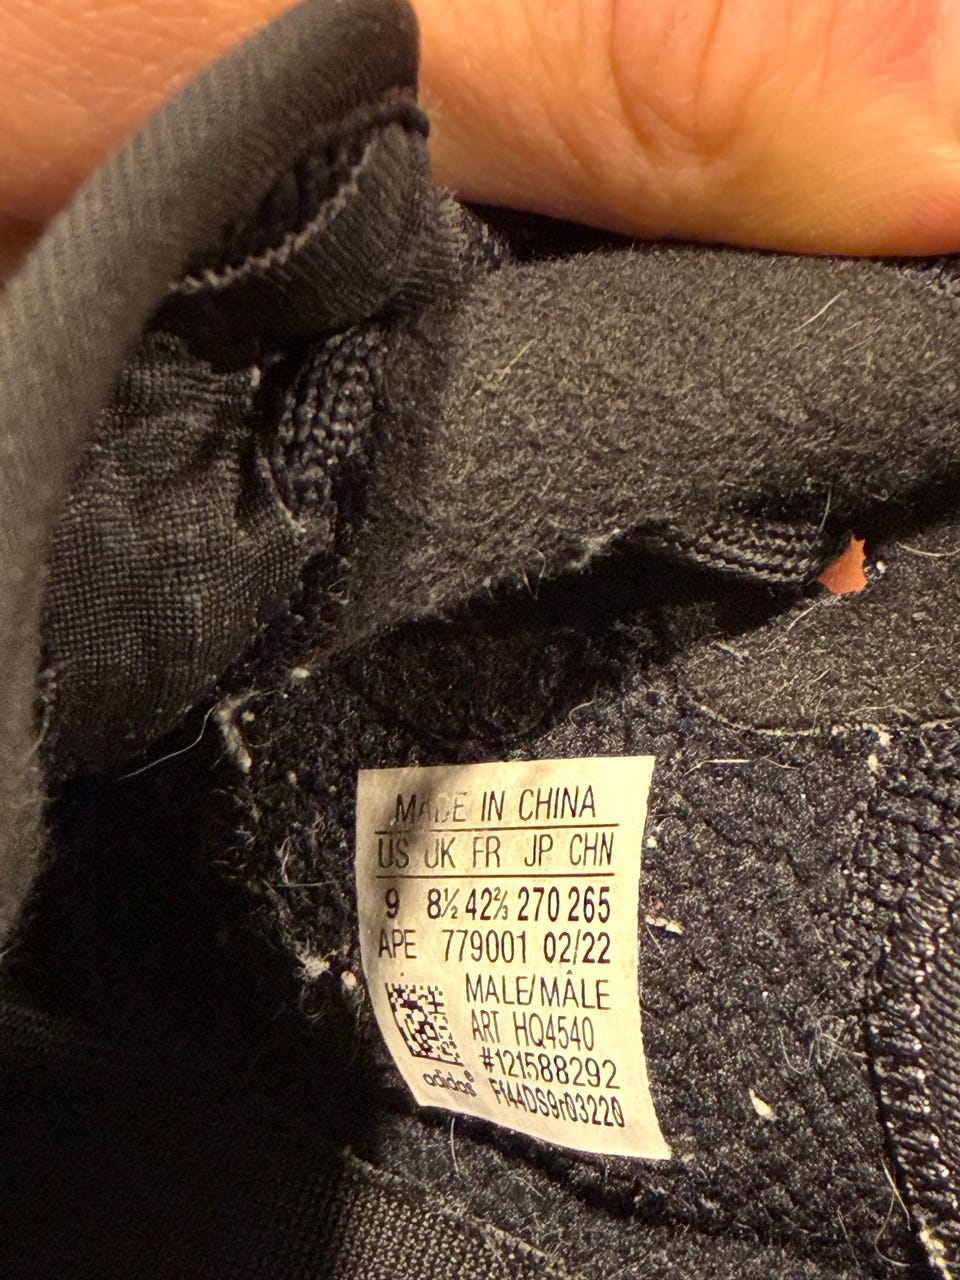 MADE IN CHINA
US UK FR JP CHN
9 8½ 42⅔ 270 265
APE 779001 02/22
MALE/MÂLE
ART HQ4540
#121588292
adidas® F144DS9r03220